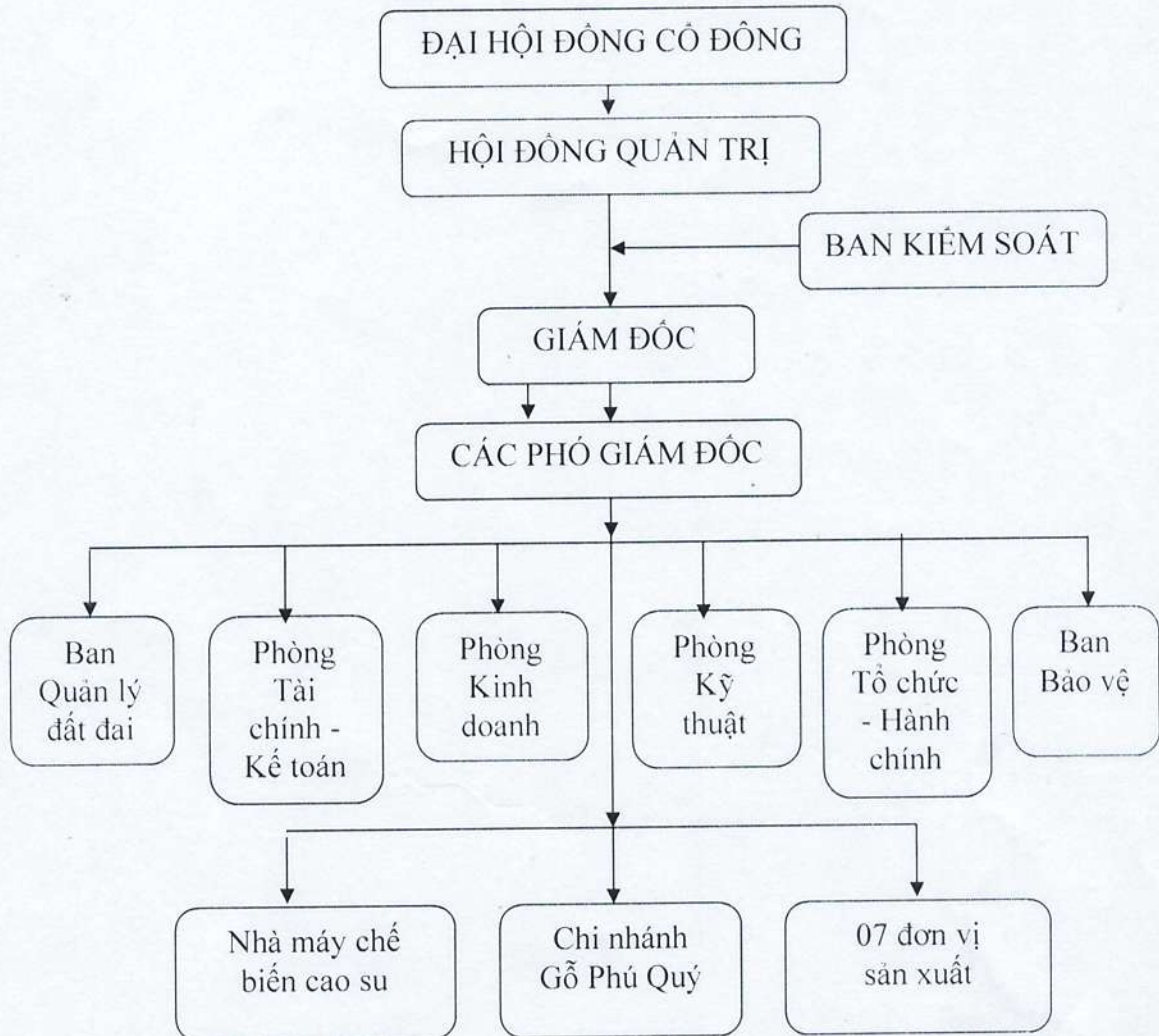 ĐẠI HỘI ĐỒNG CỔ ĐÔNG
HỘI ĐỒNG QUẢN TRỊ
BAN KIỂM SOÁT
GIÁM ĐỐC
CÁC PHÓ GIÁM ĐỐC
Ban
Quản lý
đất đai
Phòng
Tài
chính -
Kế toán
Phòng
Kinh
doanh
Phòng
Kỹ
thuật
Phòng
Tổ chức
- Hành
chính
Ban
Bảo vệ
Nhà máy chế
biến cao su
Chi nhánh
Gỗ Phú Quý
07 đơn vị
sản xuất